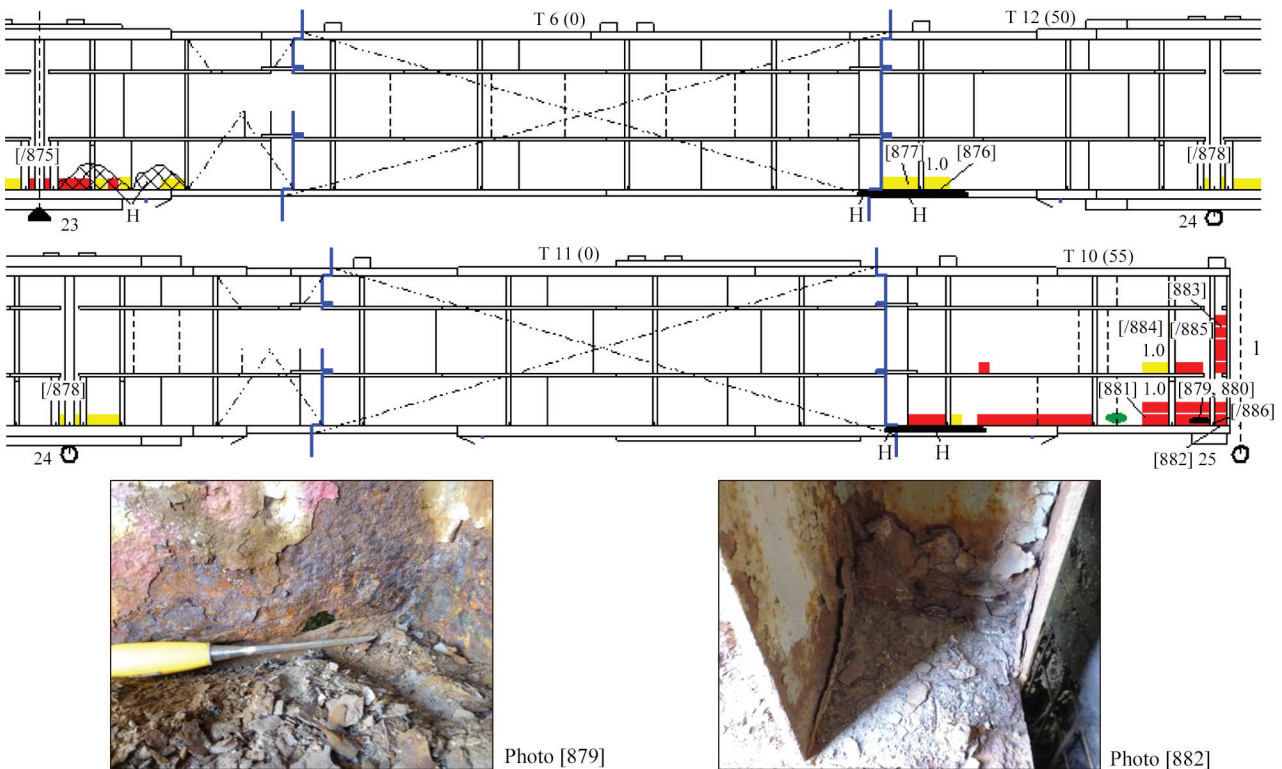 T 6 (0)
T 12 (50)
[/875]
[877]
1.0
[876]
[/878]
H
H
H
23
24
T 11 (0)
T 10 (55)
[883]
[/884]
[/885]
1.0
1
[/878]
[881]
1.0
[879, 880]
[/886]
24
H
H
[882] 25
Photo [879]
Photo [882]